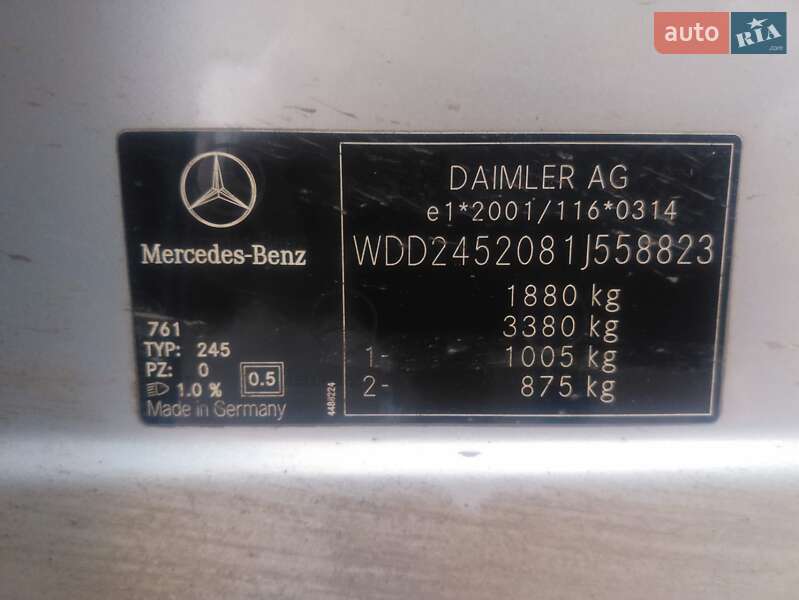 auto RIA .com
Mercedes-Benz
761
TYP: 245
PZ: 0
1.0 % 0.5
Made in Germany
DAIMLER AG
e1*2001/116*0314
WDD2452081J558823
1880 kg
3380 kg
1- 1005 kg
2- 875 kg